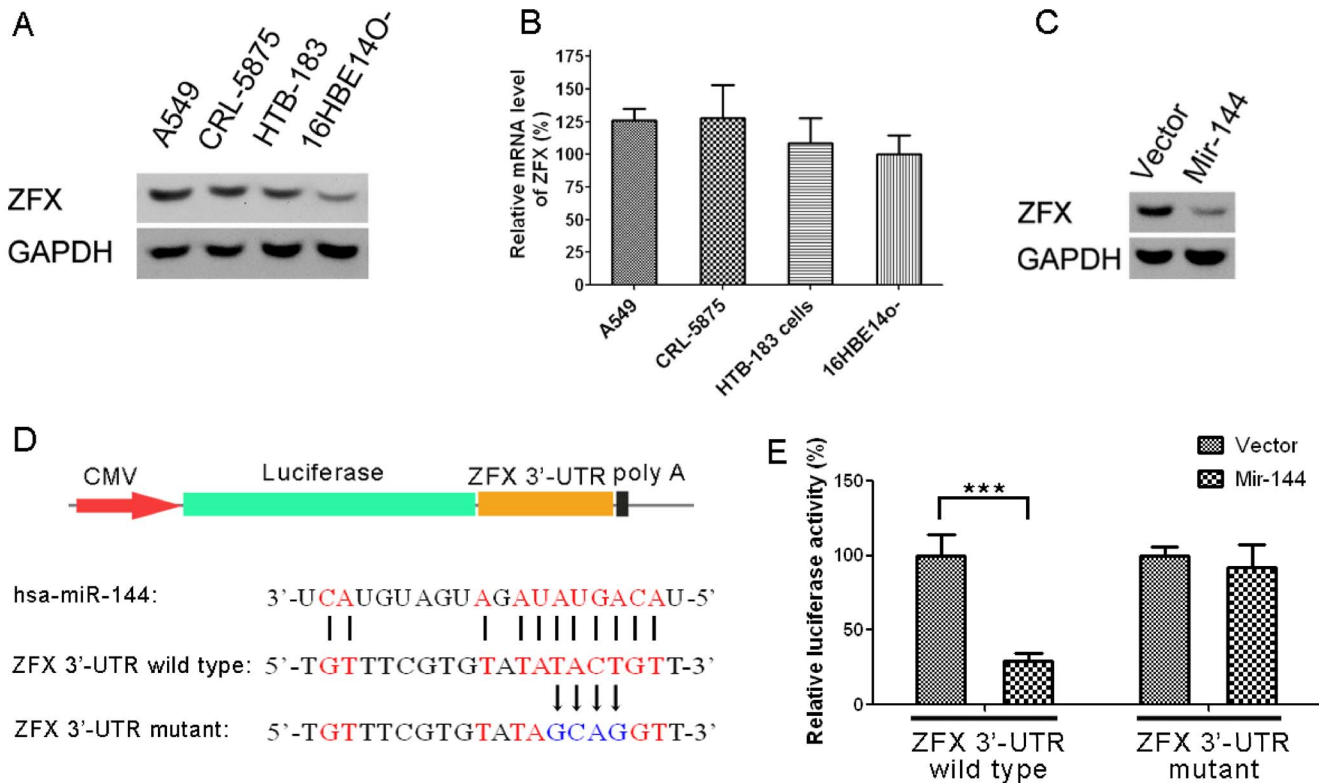 A
A549
CRL-5875
HTB-183
16HBE14O-
ZFX
GAPDH
B
Relative mRNA level
of ZFX (%)
175
150
125
100
75
50
25
0
A549
CRL-5875
HTB-183 cells
16HBE14o-
C
Vector
Mir-144
ZFX
GAPDH
D
CMV
Luciferase
ZFX 3'-UTR
poly A
hsa-miR-144: 3'-UCAUGUAGUAGAUAUGACAU-5'
ZFX 3'-UTR wild type: 5'-TGTTTCGTGTATATACTGTT-3'
ZFX 3'-UTR mutant: 5'-TGTTTCGTGTATAGCAGGTT-3'
E
Vector
Mir-144
Relative luciferase activity (%)
150
100
50
0
***
ZFX 3'-UTR
wild type
ZFX 3'-UTR
mutant